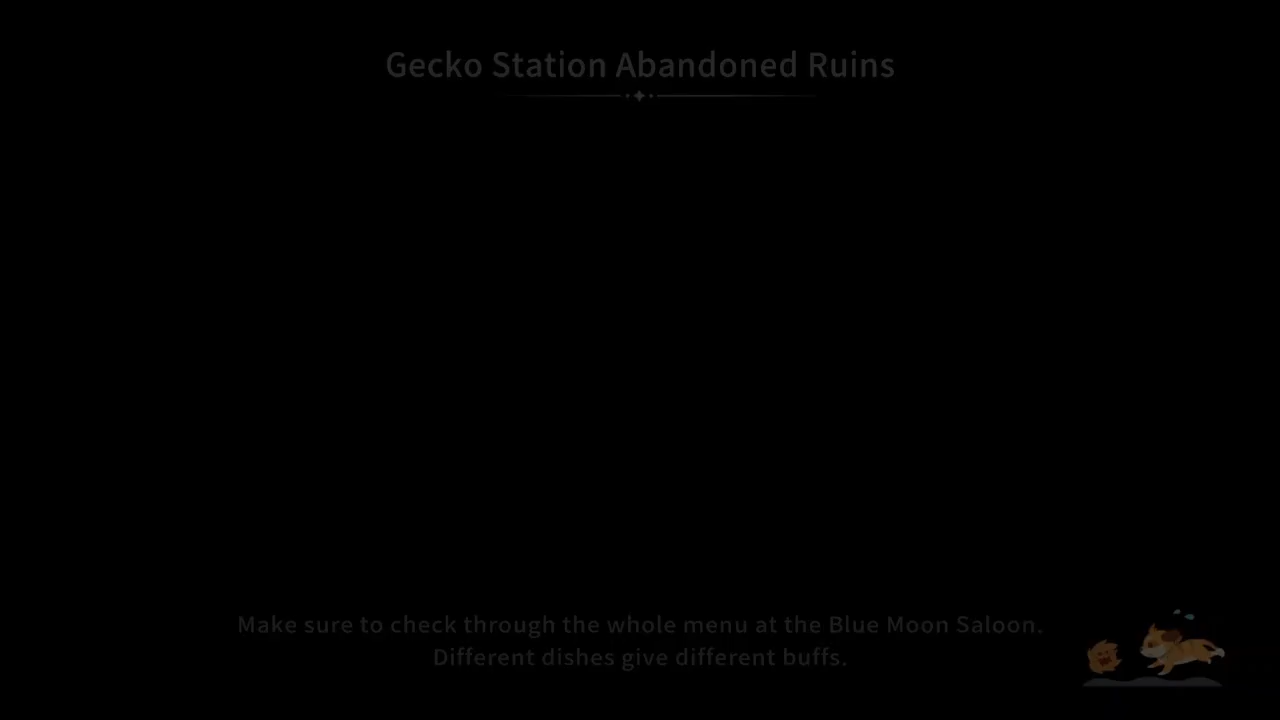 Gecko Station Abandoned Ruins
Make sure to check through the whole menu at the Blue Moon Saloon.
Different dishes give different buffs.